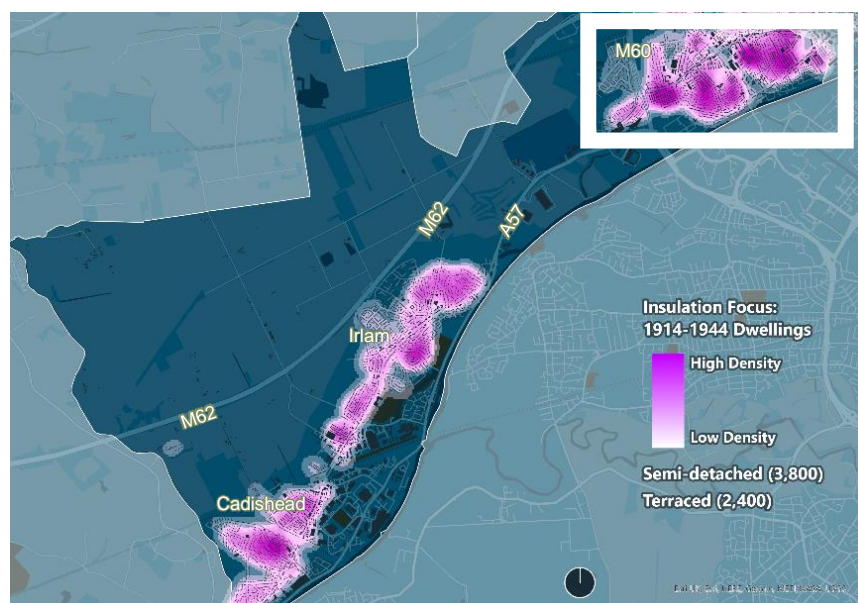 M60
M62
A57
Irlam
M62
Cadishead
Insulation Focus:
1914-1944 Dwellings
High Density
Low Density
Semi-detached (3,800)
Terraced (2,400)